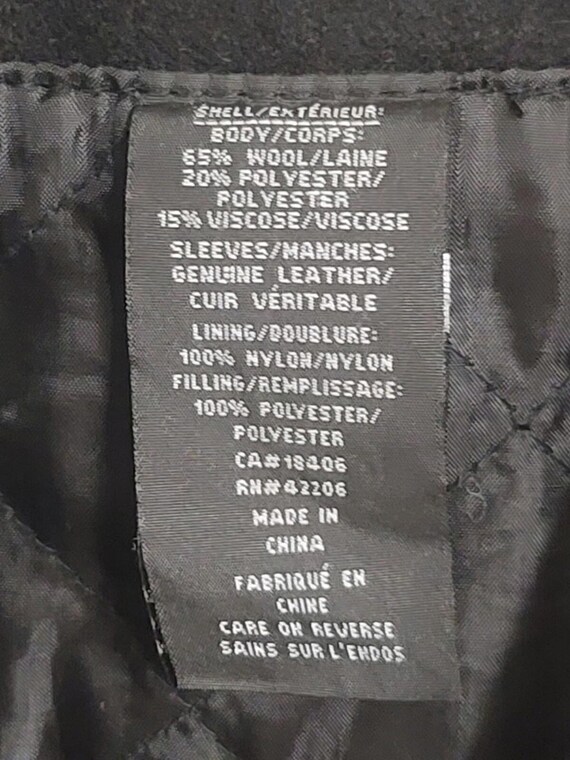 SHELL/EXTÉRIEUR:
BODY/CORPS:
65% WOOL/LAINE
20% POLYESTER/
POLYESTER
15% VISCOSE/VISCOSE
SLEEVES/MANCHES:
GENUINE LEATHER/
CUIR VÉRITABLE
LINING/DOUBLURE:
100% NYLON/NYLON
FILLING/REMPLISSAGE:
100% POLYESTER/
POLYESTER
CA#18406
RN#42206
MADE IN
CHINA
FABRIQUÉ EN
CHINE
CARE ON REVERSE
SAINS SUR L'ENDOS